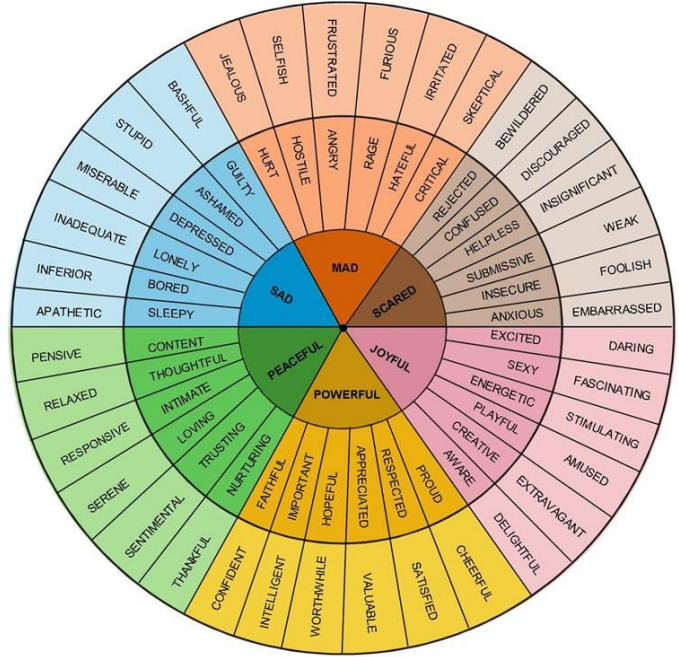 MAD
HURT
HOSTILE
ANGRY
RAGE
HATEFUL
CRITICAL
JEALOUS
SELFISH
FRUSTRATED
FURIOUS
IRRITATED
SKEPTICAL
SCARED
REJECTED
CONFUSED
HELPLESS
SUBMISSIVE
INSECURE
ANXIOUS
BEWILDERED
DISCOURAGED
INSIGNIFICANT
WEAK
FOOLISH
EMBARRASSED
JOYFUL
EXCITED
SEXY
ENERGETIC
PLAYFUL
CREATIVE
AWARE
DARING
FASCINATING
STIMULATING
AMUSED
EXTRAVAGANT
DELIGHTFUL
POWERFUL
PROUD
RESPECTED
APPRECIATED
HOPEFUL
IMPORTANT
FAITHFUL
CHEERFUL
SATISFIED
VALUABLE
WORTHWHILE
INTELLIGENT
CONFIDENT
PEACEFUL
NURTURING
TRUSTING
LOVING
INTIMATE
THOUGHTFUL
CONTENT
THANKFUL
SENTIMENTAL
SERENE
RESPONSIVE
RELAXED
PENSIVE
SAD
SLEEPY
BORED
LONELY
DEPRESSED
ASHAMED
GUILTY
APATHETIC
INFERIOR
INADEQUATE
MISERABLE
STUPID
BASHFUL